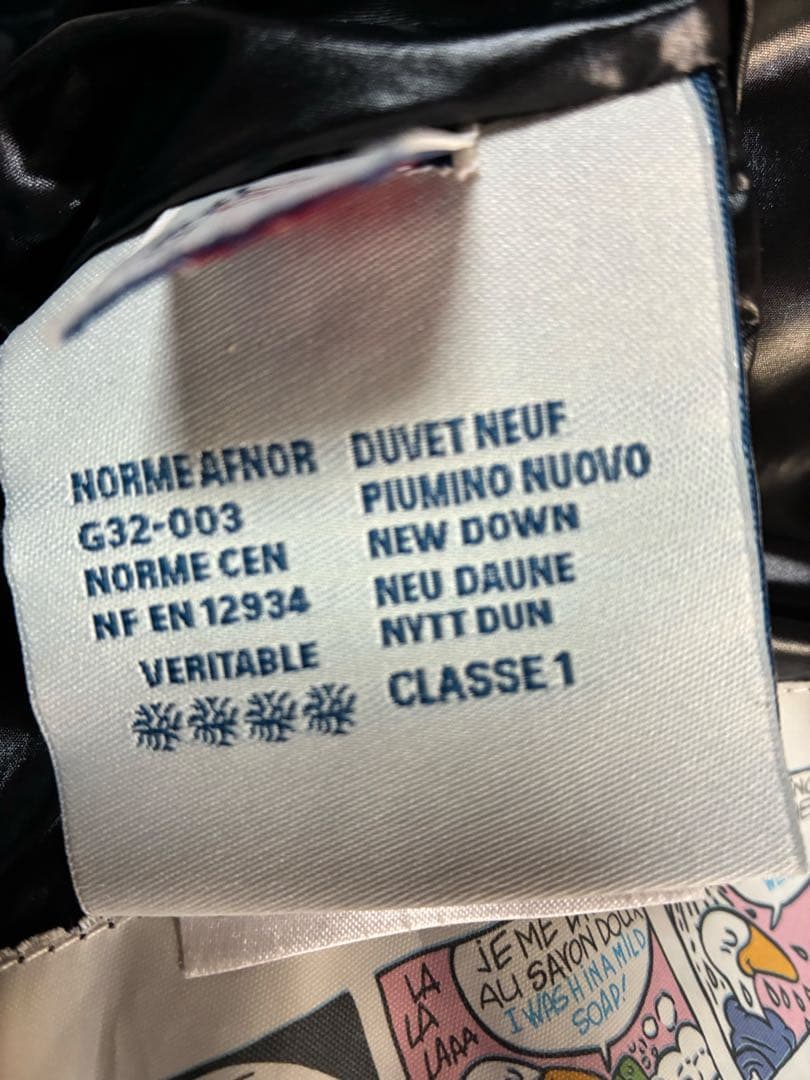 NORME AFNOR
G32-003
NORME CEN
NF EN 12934
VERITABLE
DUVET NEUF
PIUMINO NUOVO
NEW DOWN
NEU DAUNE
NYTT DUN
CLASSE 1
LA
LA
LAAA
JE ME
AU SAVON DOUX
I WASH IN A MILD
SOAP!